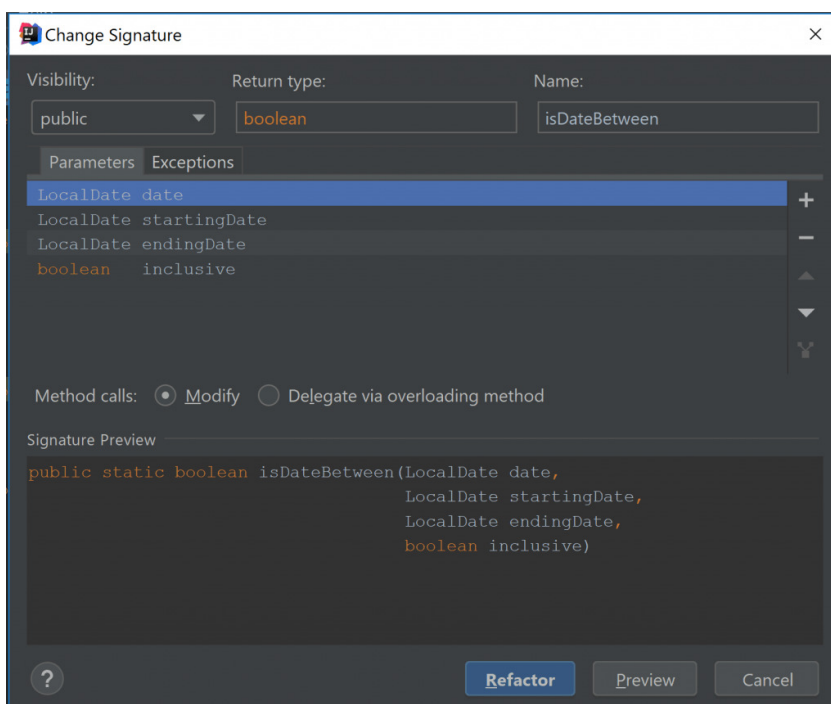 Change Signature
Visibility: Return type: Name:
public boolean isDateBetween
Parameters Exceptions
LocalDate date
LocalDate startingDate
LocalDate endingDate
boolean inclusive
Method calls: Modify Delegate via overloading method
Signature Preview
public static boolean isDateBetween(LocalDate date,
LocalDate startingDate,
LocalDate endingDate,
boolean inclusive)
? Refactor Preview Cancel